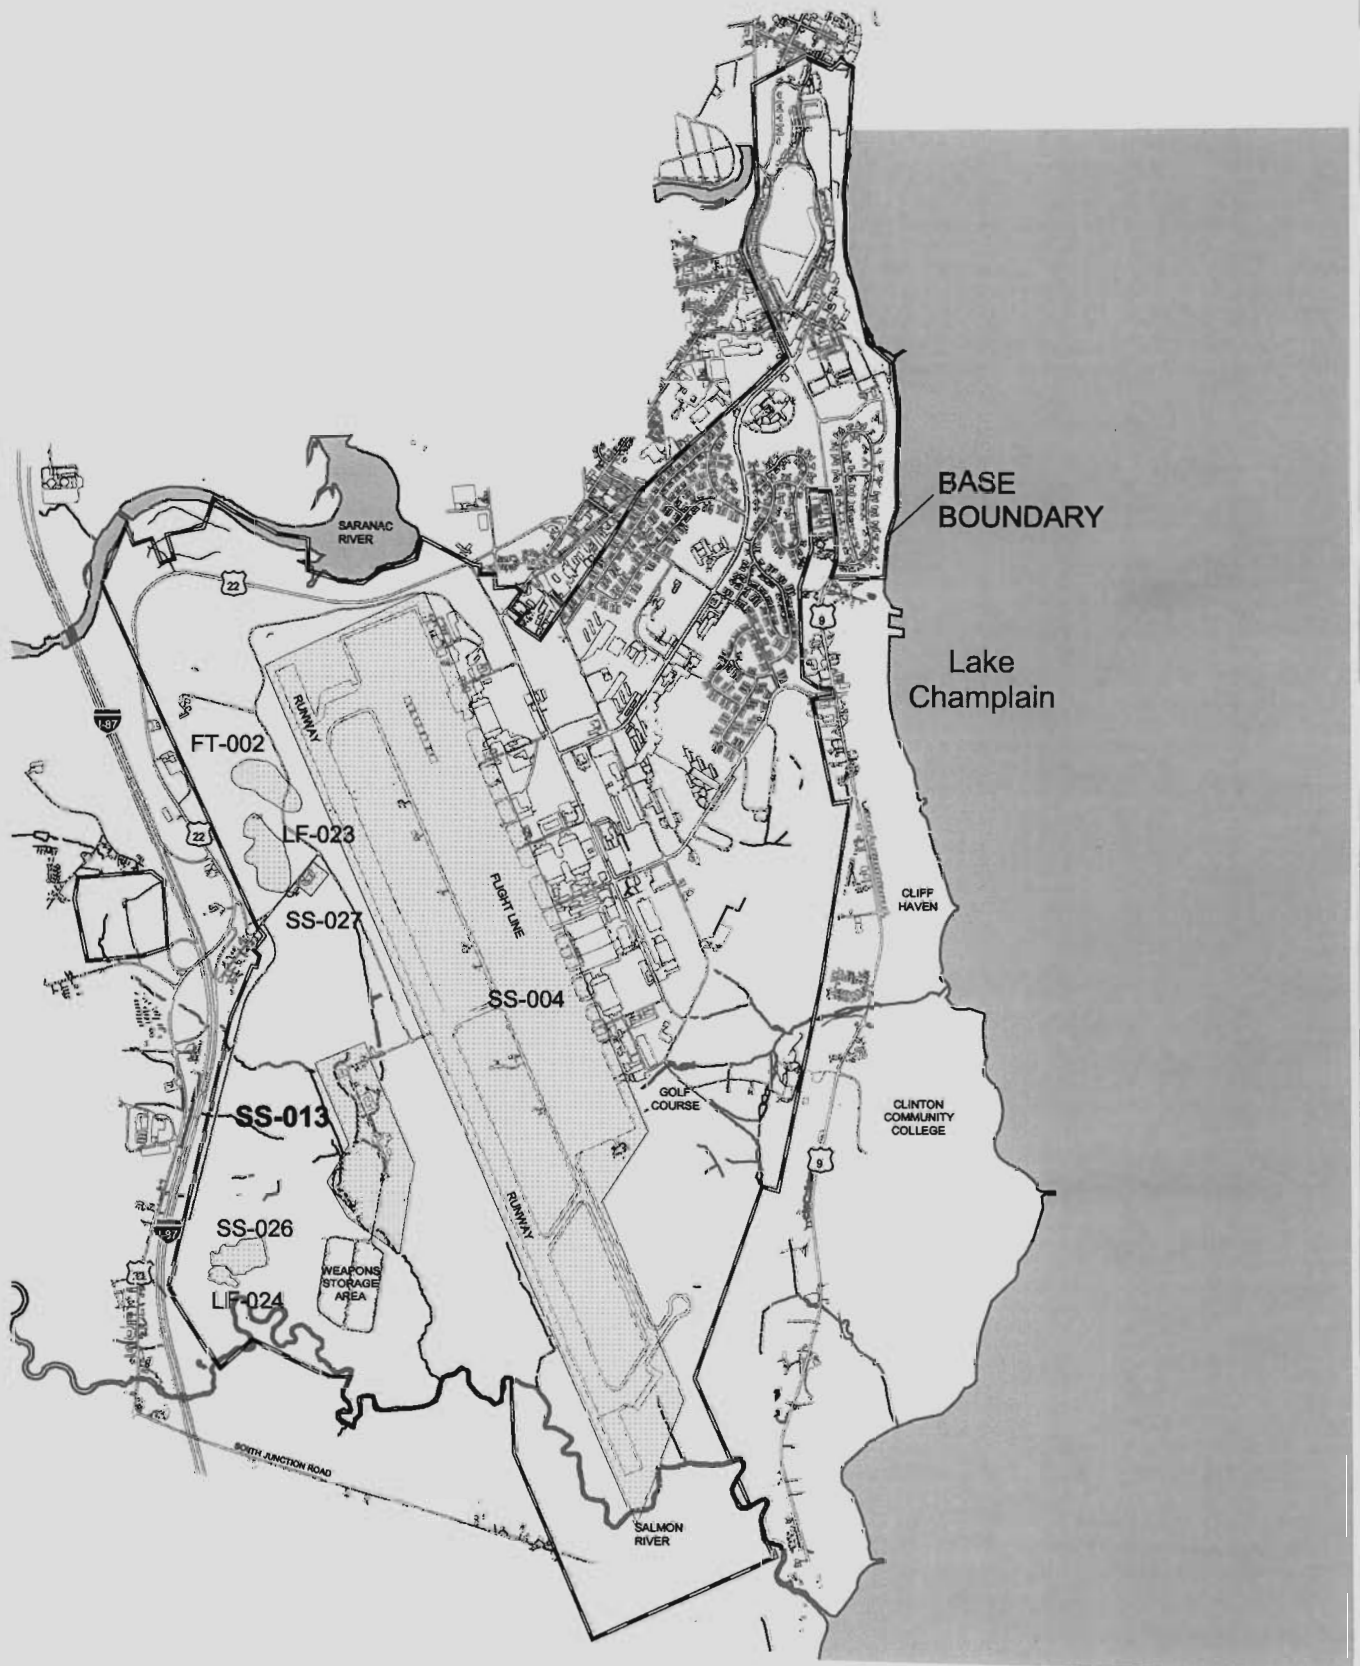 BASE
BOUNDARY
SARANAC
RIVER
22
9
Lake
Champlain
RUNWAY
I-87
FT-002
22
LF-023
FLIGHT LINE
CLIFF
HAVEN
SS-027
SS-004
GOLF
COURSE
CLINTON
COMMUNITY
COLLEGE
SS-013
9
RUNWAY
SS-026
I-87
WEAPONS
STORAGE
AREA
LF-024
SOUTH JUNCTION ROAD
SALMON
RIVER